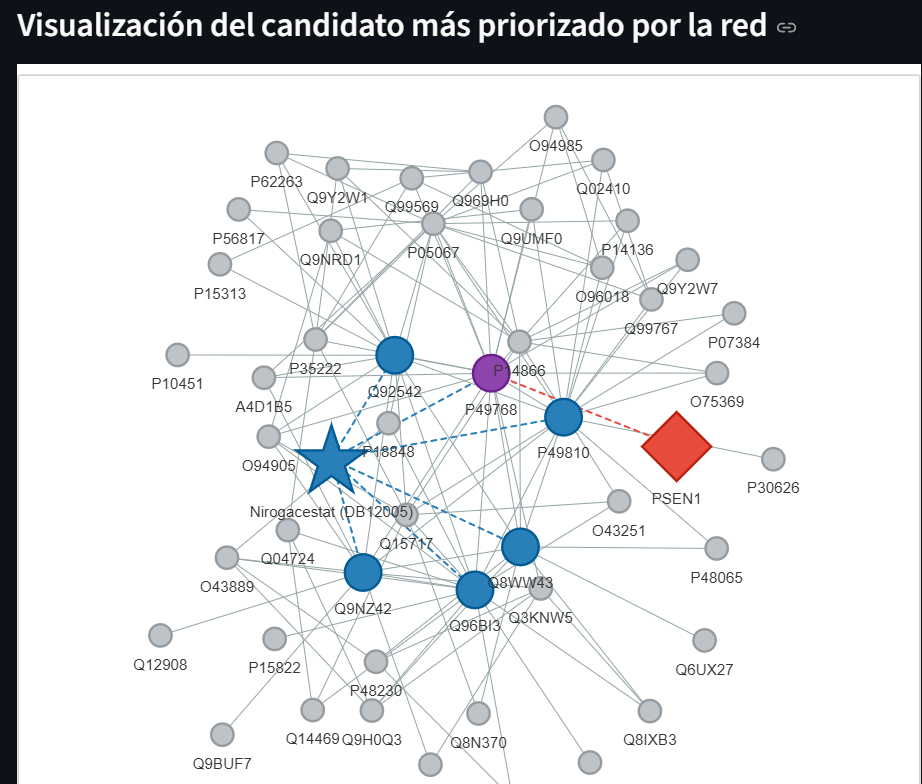 Visualización del candidato más priorizado por la red
O94985
P62263
Q9Y2W1
Q99569
Q969H0
Q02410
P56817
Q9NRD1
P05067
Q9UMF0
P14136
P15313
O96018
Q9Y2W7
Q99767
P07384
P10451
P35222
Q92542
P14866
A4D1B5
P49768
O75369
O94905
P18848
P49810
PSEN1
P30626
Nirogacestat (DB12005)
Q04724
Q15717
O43251
O43889
Q9NZ42
Q8WW43
P48065
Q96BI3
Q3KNW5
Q12908
P15822
Q6UX27
P48230
Q9BUF7
Q14469
Q9H0Q3
Q8N370
Q8IXB3